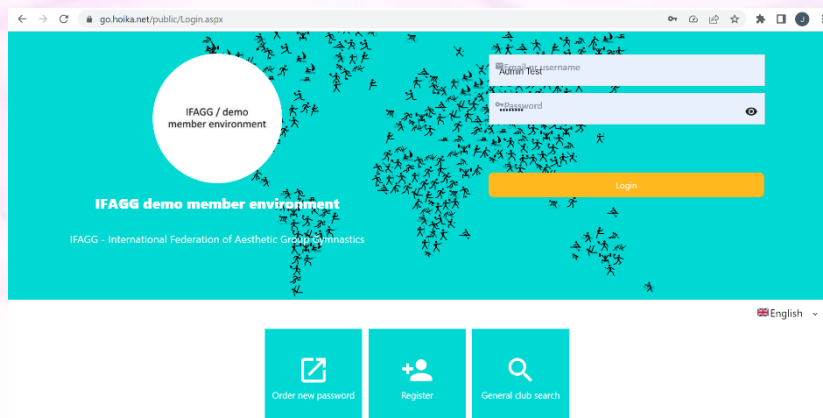 go.hoika.net/public/Login.aspx
J
Email or username
Admin Test
Password
••••••••
IFAGG / demo
member environment
Login
IFAGG demo member environment
IFAGG - International Federation of Aesthetic Group Gymnastics
English
Order new password
Register
General club search